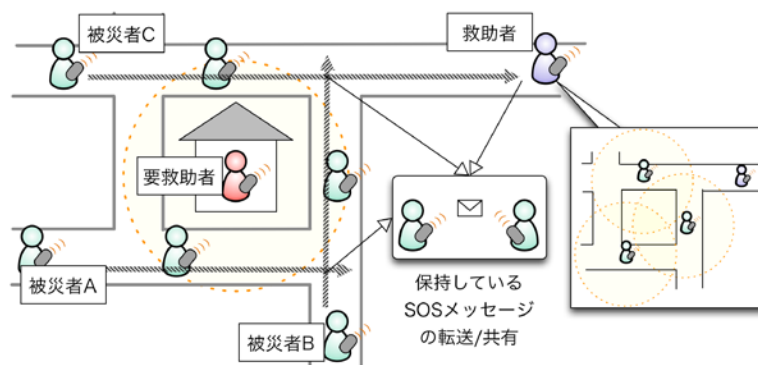 被災者C
救助者
要救助者
被災者A
被災者B
保持している
SOSメッセージ
の転送/共有